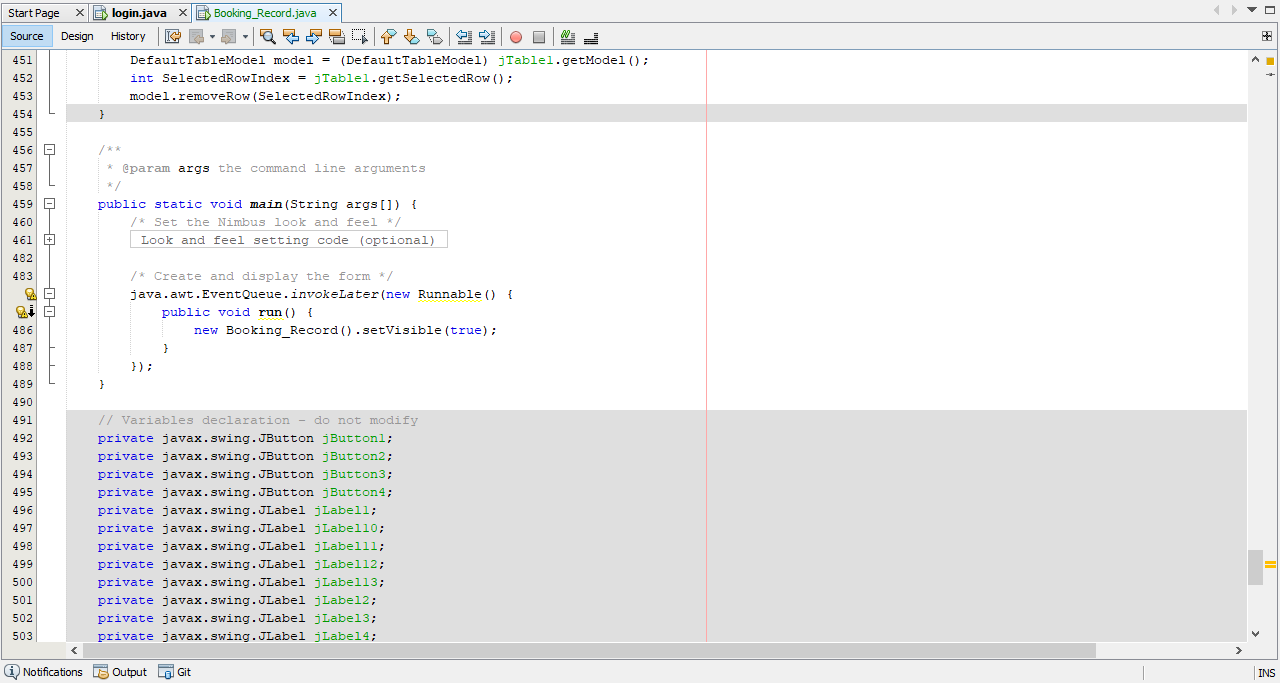 Start Page login.java Booking_Record.java
Source Design History
451 DefaultTableModel model = (DefaultTableModel) jTable1.getModel();
452 int SelectedRowIndex = jTable1.getSelectedRow();
453 model.removeRow(SelectedRowIndex);
454 }
455
456 /**
457 * @param args the command line arguments
458 */
459 public static void main(String args[]) {
460 /* Set the Nimbus look and feel */
461 Look and feel setting code (optional)
482
483 /* Create and display the form */
java.awt.EventQueue.invokeLater(new Runnable() {
public void run() {
486 new Booking_Record().setVisible(true);
487 }
488 });
489 }
490
491 // Variables declaration - do not modify
492 private javax.swing.JButton jButton1;
493 private javax.swing.JButton jButton2;
494 private javax.swing.JButton jButton3;
495 private javax.swing.JButton jButton4;
496 private javax.swing.JLabel jLabel1;
497 private javax.swing.JLabel jLabel10;
498 private javax.swing.JLabel jLabel11;
499 private javax.swing.JLabel jLabel12;
500 private javax.swing.JLabel jLabel13;
501 private javax.swing.JLabel jLabel2;
502 private javax.swing.JLabel jLabel3;
503 private javax.swing.JLabel jLabel4;
Notifications Output Git INS